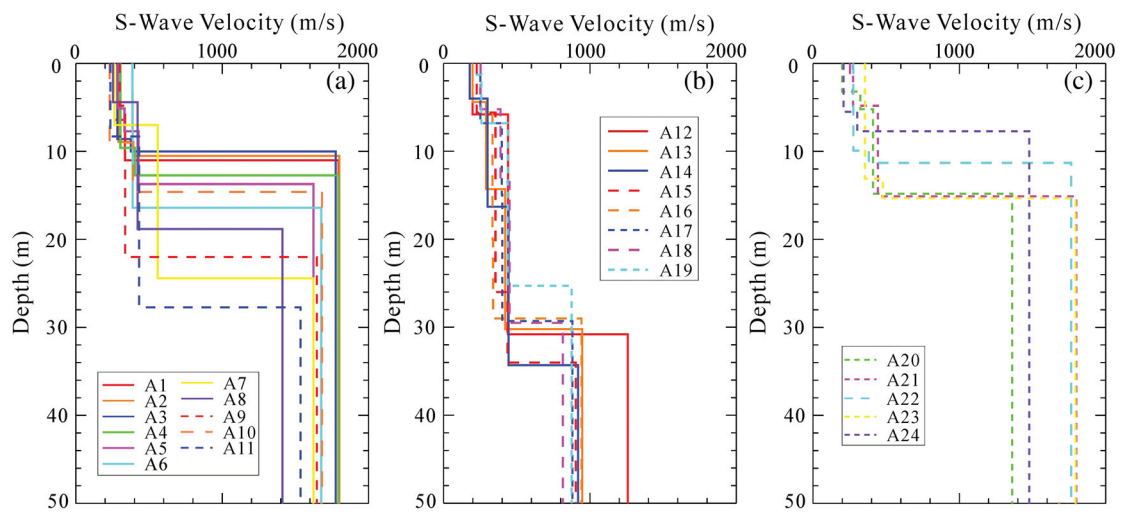 S-Wave Velocity (m/s)
0 1000 2000
0
10
20
30
40
50
Depth (m)
(a)
A1 A7
A2 A8
A3 A9
A4 A10
A5 A11
A6
S-Wave Velocity (m/s)
0 1000 2000
0
10
20
30
40
50
Depth (m)
(b)
A12
A13
A14
A15
A16
A17
A18
A19
S-Wave Velocity (m/s)
0 1000 2000
0
10
20
30
40
50
Depth (m)
(c)
A20
A21
A22
A23
A24